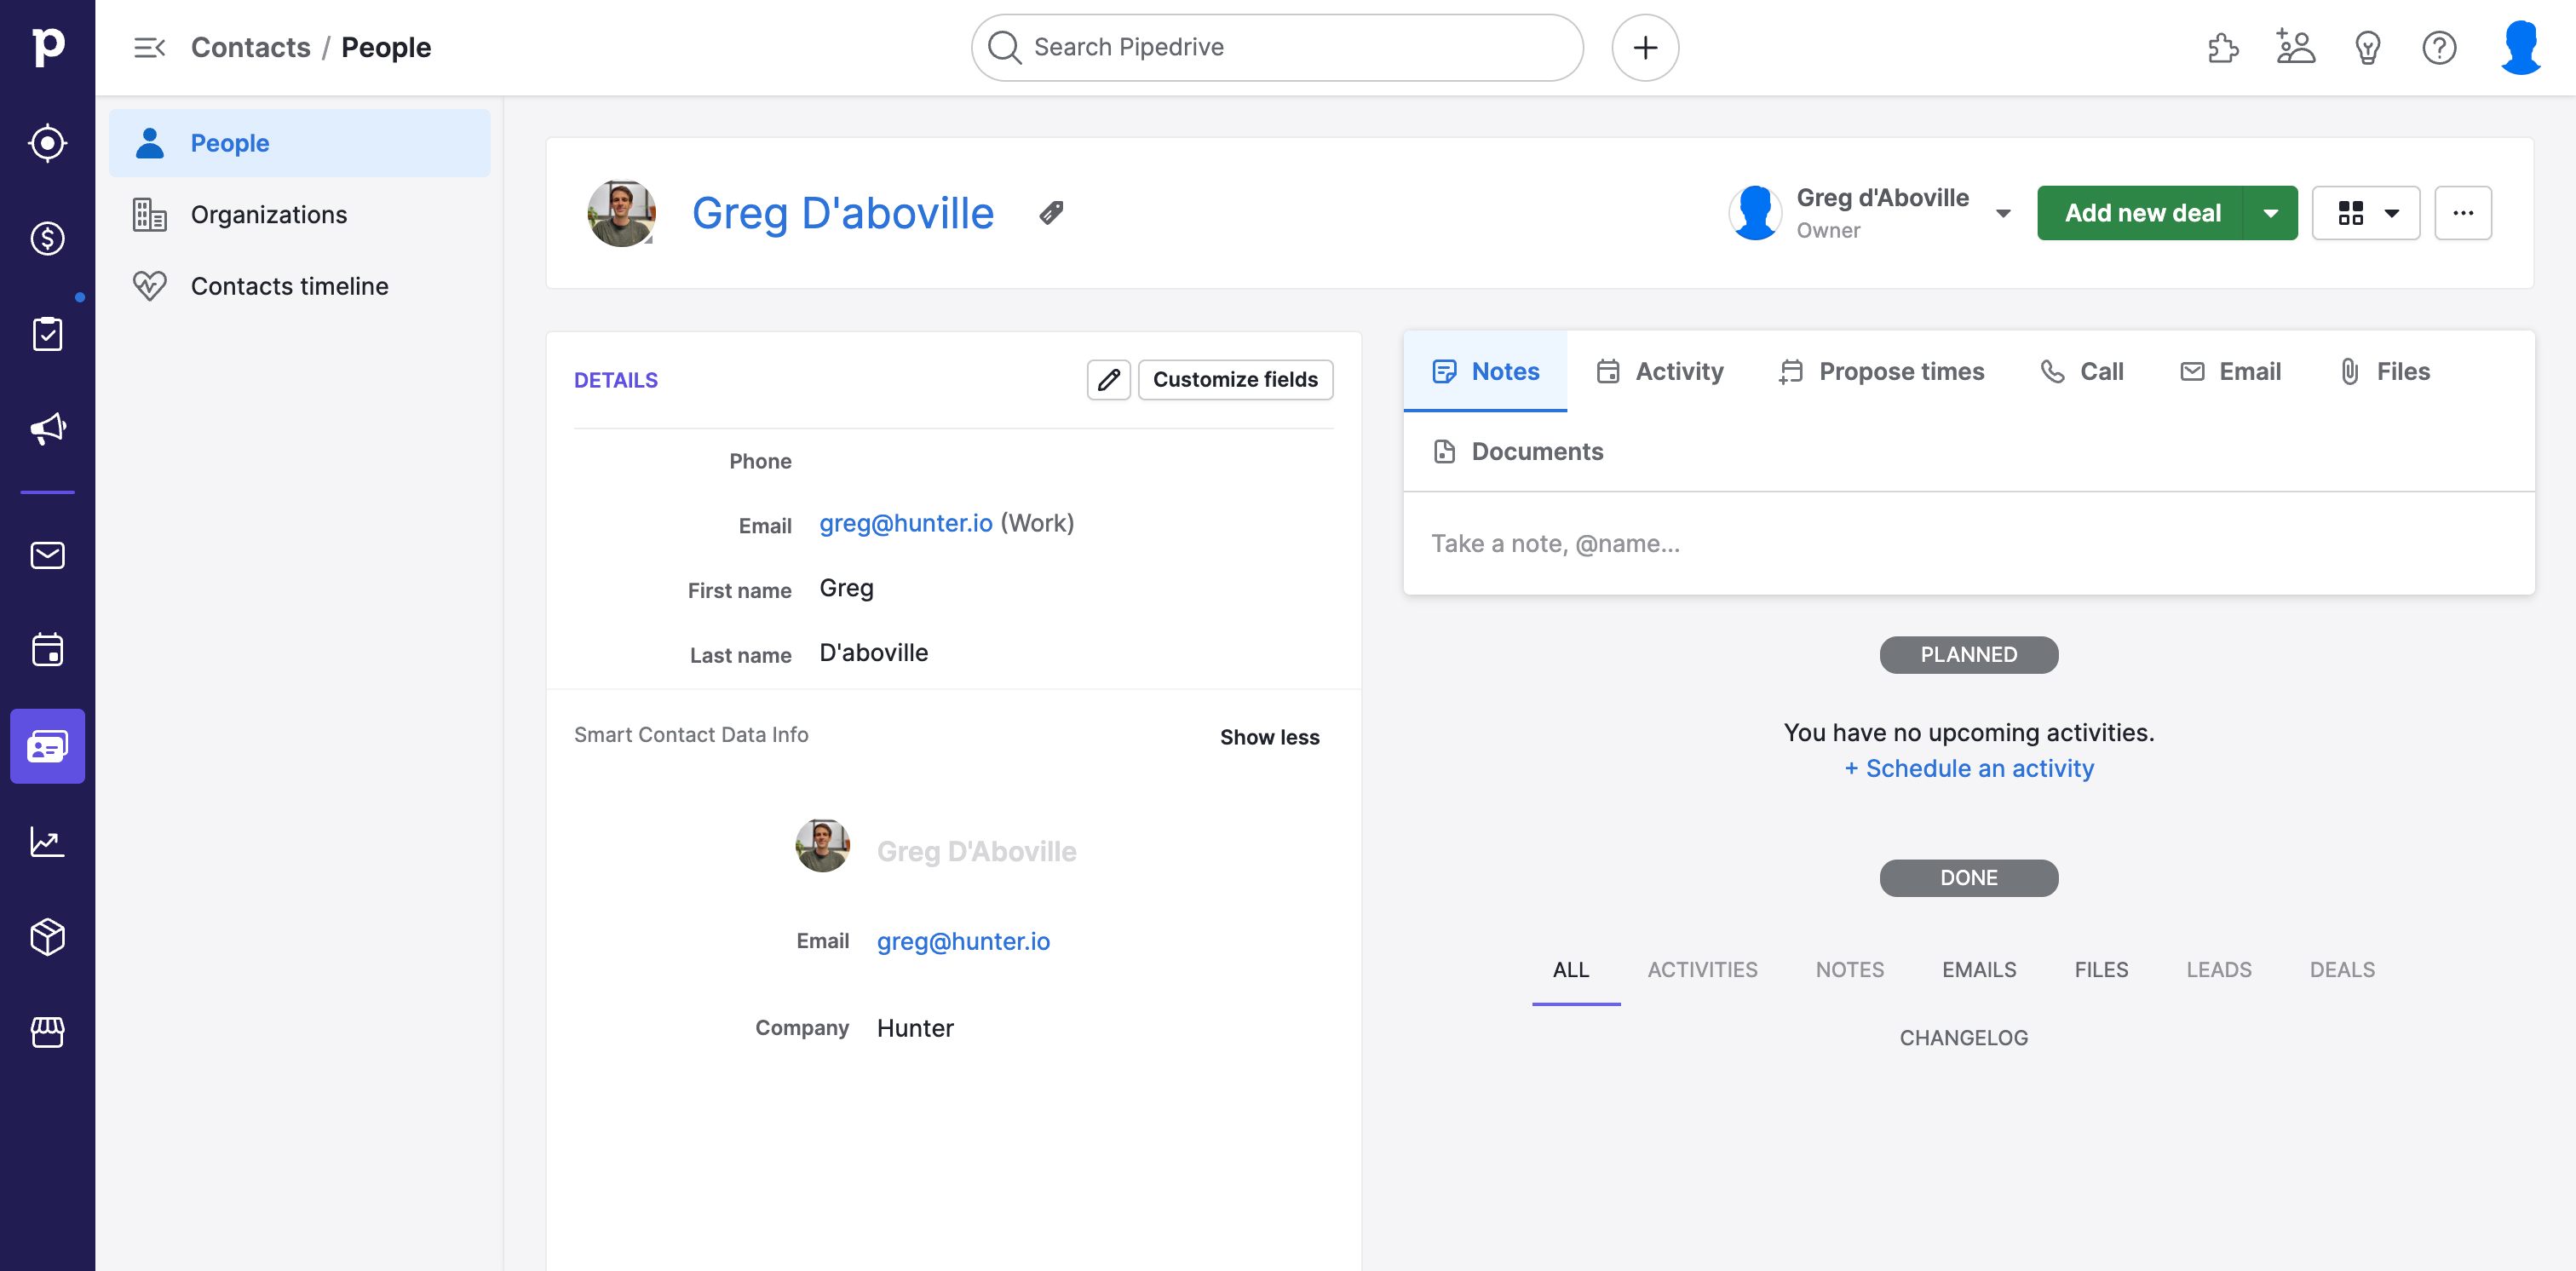 Contacts / People
Search Pipedrive
People
Organizations
Contacts timeline
Greg D'aboville
Greg d'Aboville
Owner
Add new deal
DETAILS
Customize fields
Phone
Email greg@hunter.io (Work)
First name Greg
Last name D'aboville
Smart Contact Data Info
Show less
Greg D'Aboville
Email greg@hunter.io
Company Hunter
Notes Activity Propose times Call Email Files
Documents
Take a note, @name...
PLANNED
You have no upcoming activities.
+ Schedule an activity
DONE
ALL ACTIVITIES NOTES EMAILS FILES LEADS DEALS
CHANGELOG